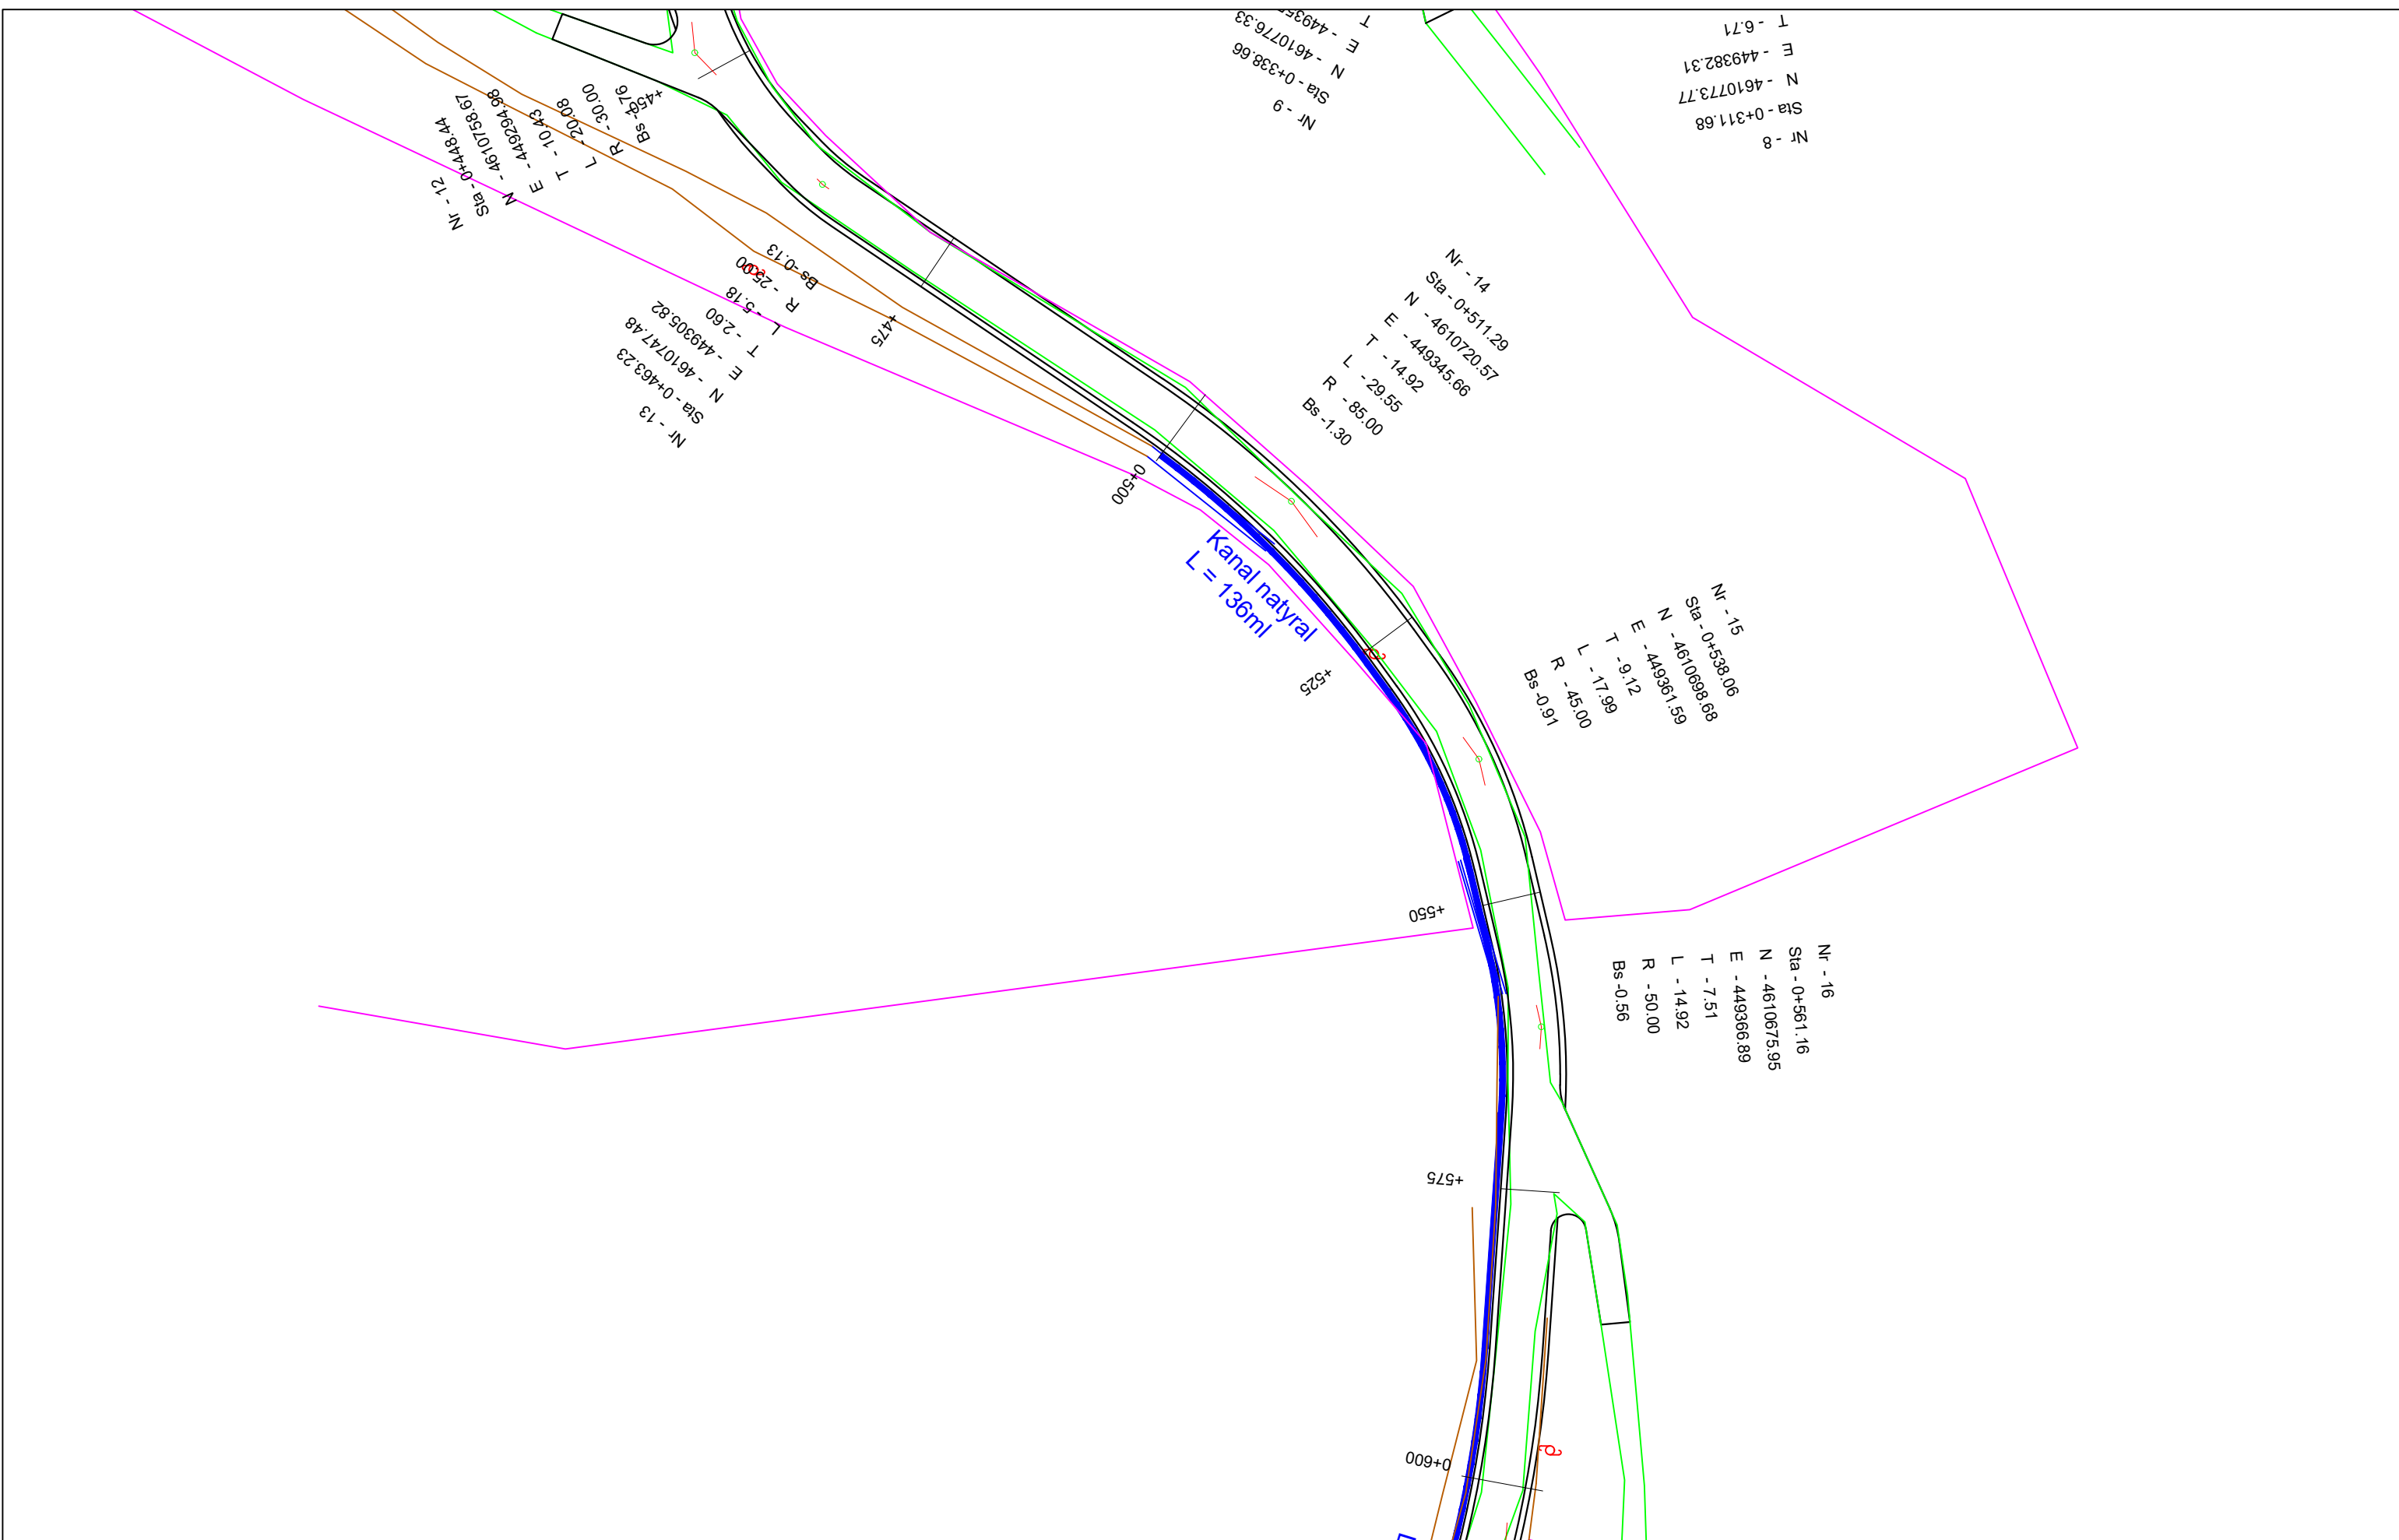 T
E
N - 4610776.33
Sta - 0+338.66
Nr - 9
T - 6.71
E - 449382.31
N - 4610773.77
Sta - 0+311.68
Nr - 8
+450
R - 30.00
L - 20.08
T - 10.43
E - 449294.98
N - 4610758.67
Sta - 0+448.44
Nr - 12
Bs -0.13
R - 25.00
L - 5.18
T - 2.60
E - 449305.82
N - 4610747.48
Sta - 0+463.23
Nr - 13
+475
Nr - 14
Sta - 0+511.29
N - 4610720.57
E - 449345.66
T - 14.92
L - 29.55
R - 85.00
Bs -1.30
0+500
Kanal natyral
L = 136ml
+525
Nr - 15
Sta - 0+538.06
N - 4610698.68
E - 449361.59
T - 9.12
L - 17.99
R - 45.00
Bs -0.91
+550
Nr - 16
Sta - 0+561.16
N - 4610675.95
E - 449366.89
T - 7.51
L - 14.92
R - 50.00
Bs -0.56
+575
0+600